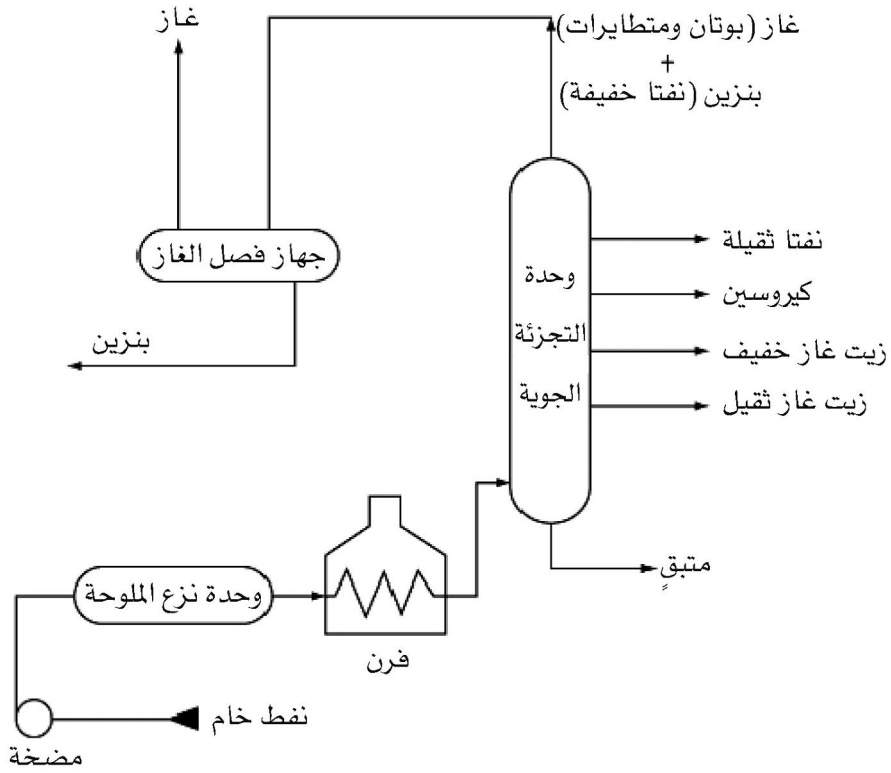 غاز
غاز (بوتان ومتطايرات)
+
بنزين (نفتا خفيفة)
جهاز فصل الغاز
بنزين
وحدة
التجزئة
الجوية
نفتا ثقيلة
كيروسين
زيت غاز خفيف
زيت غاز ثقيل
متبقٍ
وحدة نزع الملوحة
فرن
نفط خام
مضخة